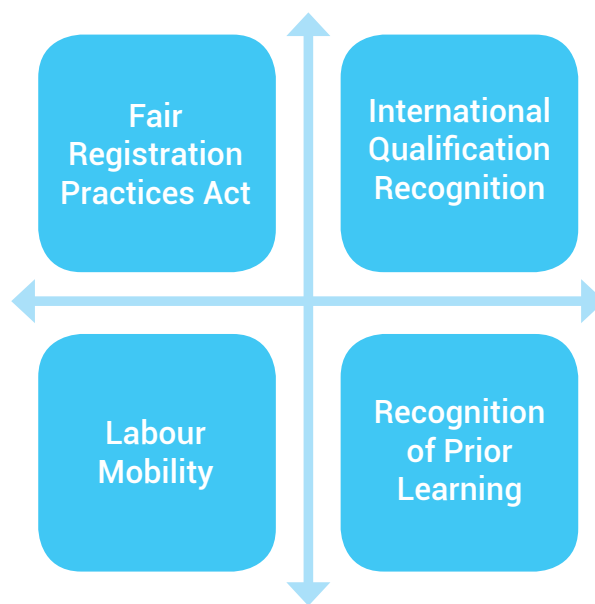 Fair
Registration
Practices Act
International
Qualification
Recognition
Labour
Mobility
Recognition
of Prior
Learning